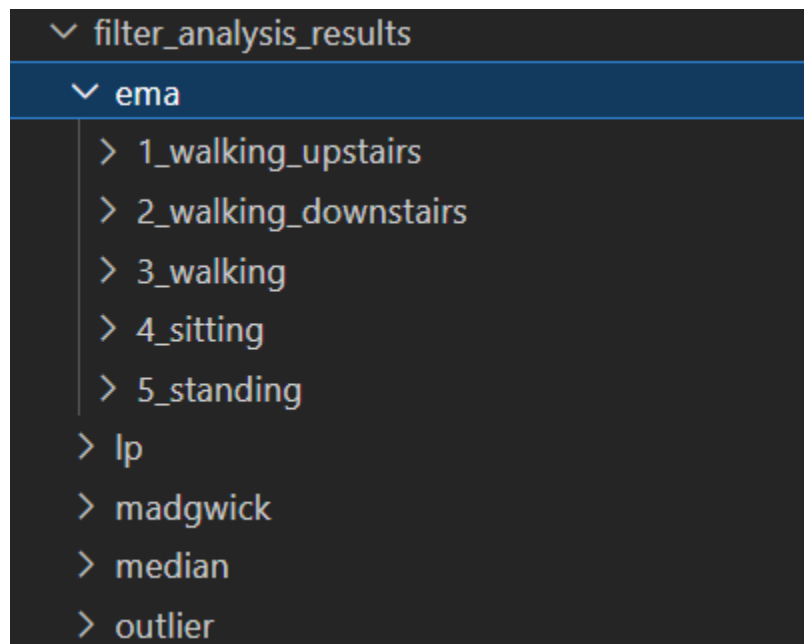 filter_analysis_results
ema
1_walking_upstairs
2_walking_downstairs
3_walking
4_sitting
5_standing
lp
madgwick
median
outlier